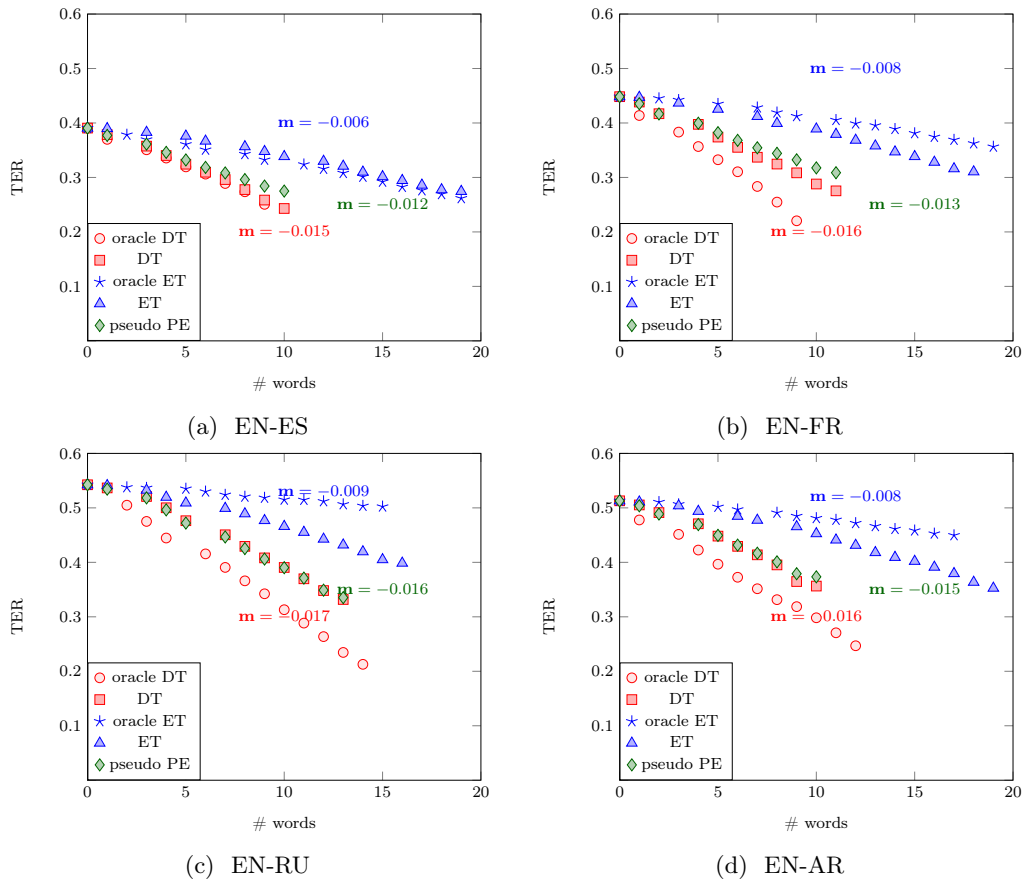 0.6
0.5
0.4
0.3
0.2
0.1
TER
m = −0.006
m = −0.012
m = −0.015
oracle DT
DT
oracle ET
ET
pseudo PE
0 5 10 15 20
# words
(a) EN-ES
0.6
0.5
0.4
0.3
0.2
0.1
TER
m = −0.008
m = −0.013
m = −0.016
oracle DT
DT
oracle ET
ET
pseudo PE
0 5 10 15 20
# words
(b) EN-FR
0.6
0.5
0.4
0.3
0.2
0.1
TER
m = −0.009
m = −0.016
m = −0.017
oracle DT
DT
oracle ET
ET
pseudo PE
0 5 10 15 20
# words
(c) EN-RU
0.6
0.5
0.4
0.3
0.2
0.1
TER
m = −0.008
m = −0.015
m = −0.016
oracle DT
DT
oracle ET
ET
pseudo PE
0 5 10 15 20
# words
(d) EN-AR